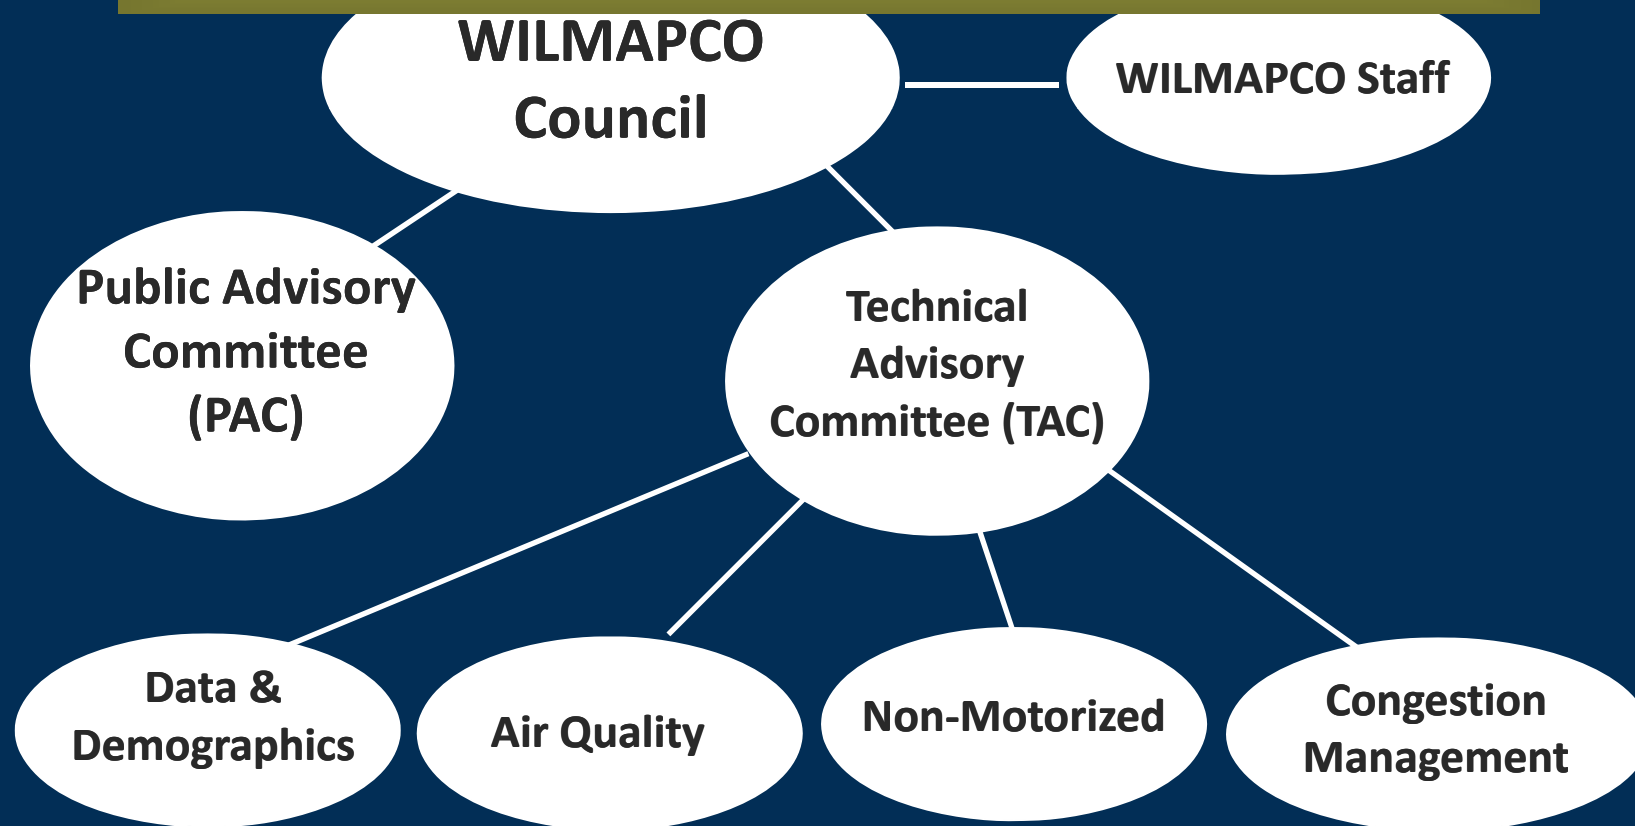 WILMAPCO
Council
WILMAPCO Staff
Public Advisory
Committee
(PAC)
Technical
Advisory
Committee (TAC)
Data &
Demographics
Air Quality
Non-Motorized
Congestion
Management